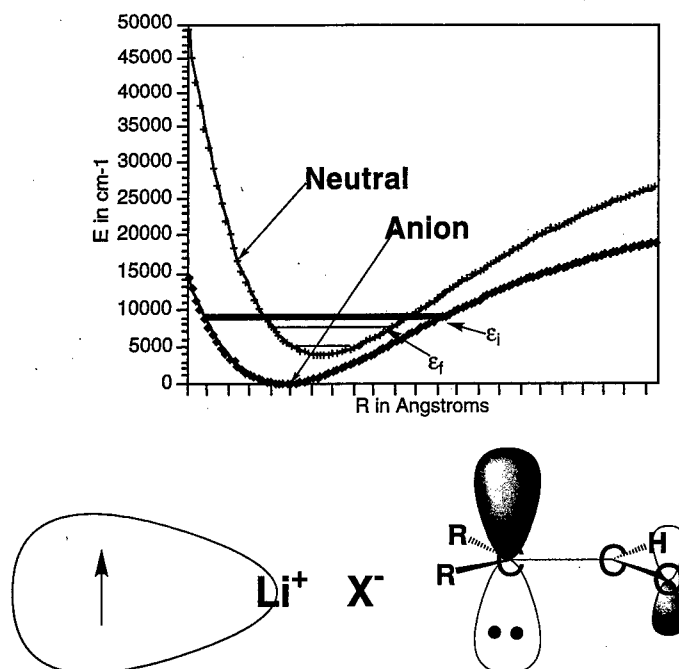 E in cm-1
50000
45000
40000
35000
30000
25000
20000
15000
10000
5000
0
Neutral
Anion
εi
εf
R in Angstroms
Li+ X-
R
R
C
C
H